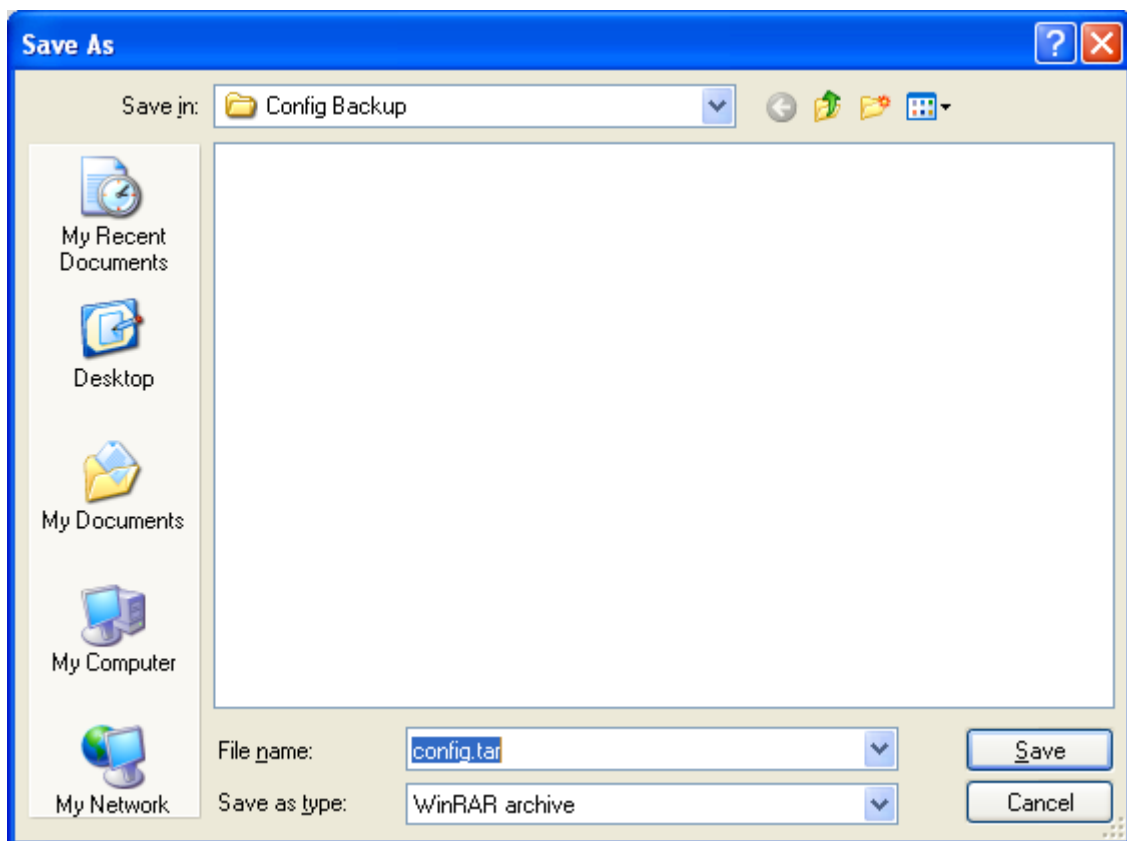 Save As
Save in: Config Backup
My Recent
Documents
Desktop
My Documents
My Computer
My Network
File name: config.tar Save
Save as type: WinRAR archive Cancel